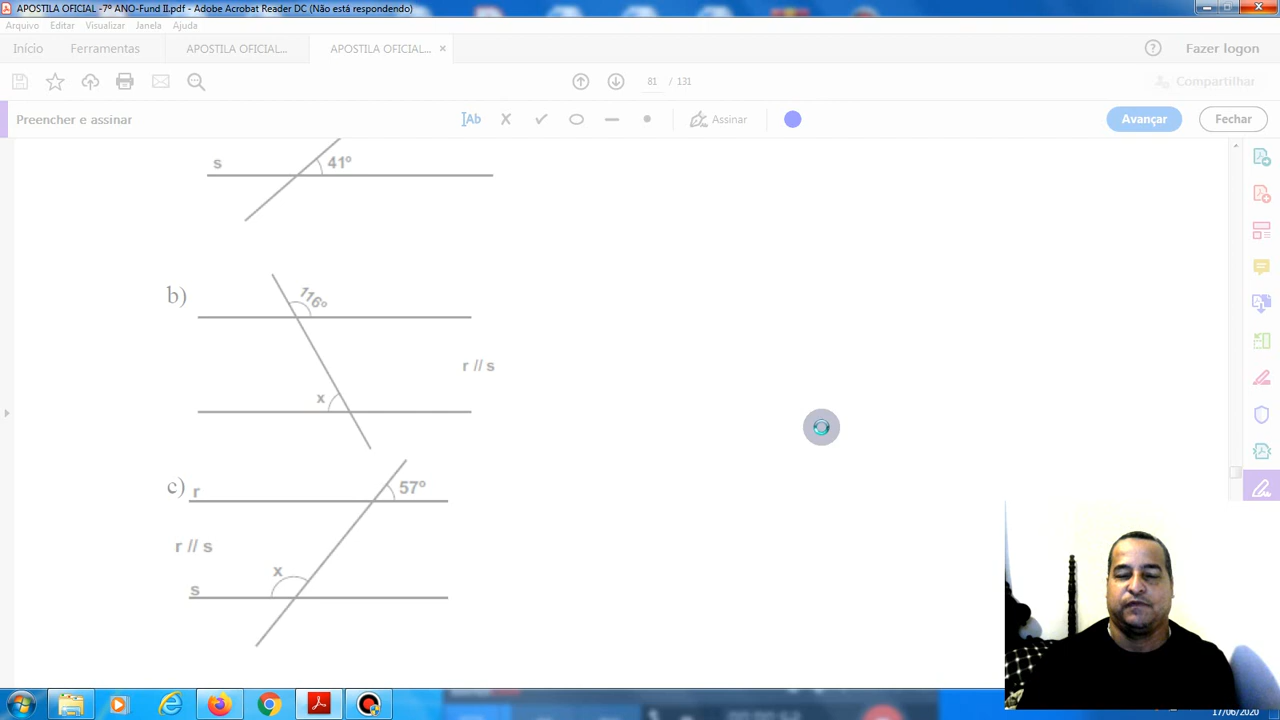 APOSTILA OFICIAL -7º ANO-Fund II.pdf - Adobe Acrobat Reader DC (Não está respondendo)
Arquivo Editar Visualizar Janela Ajuda
Início Ferramentas APOSTILA OFICIAL... APOSTILA OFICIAL... × ? Fazer logon
81 / 131 Compartilhar
Preencher e assinar Ab Assinar Avançar Fechar
s 41º
b) 116º
r // s
x
c) r 57º
r // s
x
s
17/06/2020